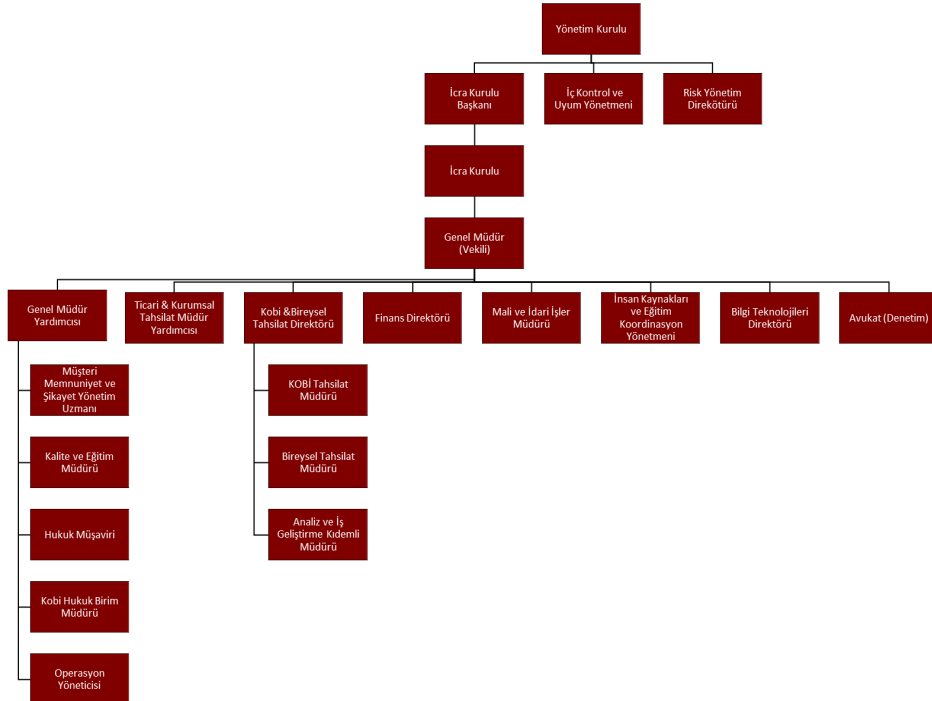 Yönetim Kurulu
İcra Kurulu
Başkanı
İç Kontrol ve
Uyum Yönetmeni
Risk Yönetim
Direkötürü
İcra Kurulu
Genel Müdür
(Vekili)
Genel Müdür
Yardımcısı
Ticari & Kurumsal
Tahsilat Müdür
Yardımcısı
Kobi &Bireysel
Tahsilat Direktörü
Finans Direktörü
Mali ve İdari İşler
Müdürü
İnsan Kaynakları
ve Eğitim
Koordinasyon
Yönetmeni
Bilgi Teknolojileri
Direktörü
Avukat (Denetim)
Müşteri
Memnuniyet ve
Şikayet Yönetim
Uzmanı
Kalite ve Eğitim
Müdürü
Hukuk Müşaviri
Kobi Hukuk Birim
Müdürü
Operasyon
Yöneticisi
KOBİ Tahsilat
Müdürü
Bireysel Tahsilat
Müdürü
Analiz ve İş
Geliştirme Kıdemli
Müdürü